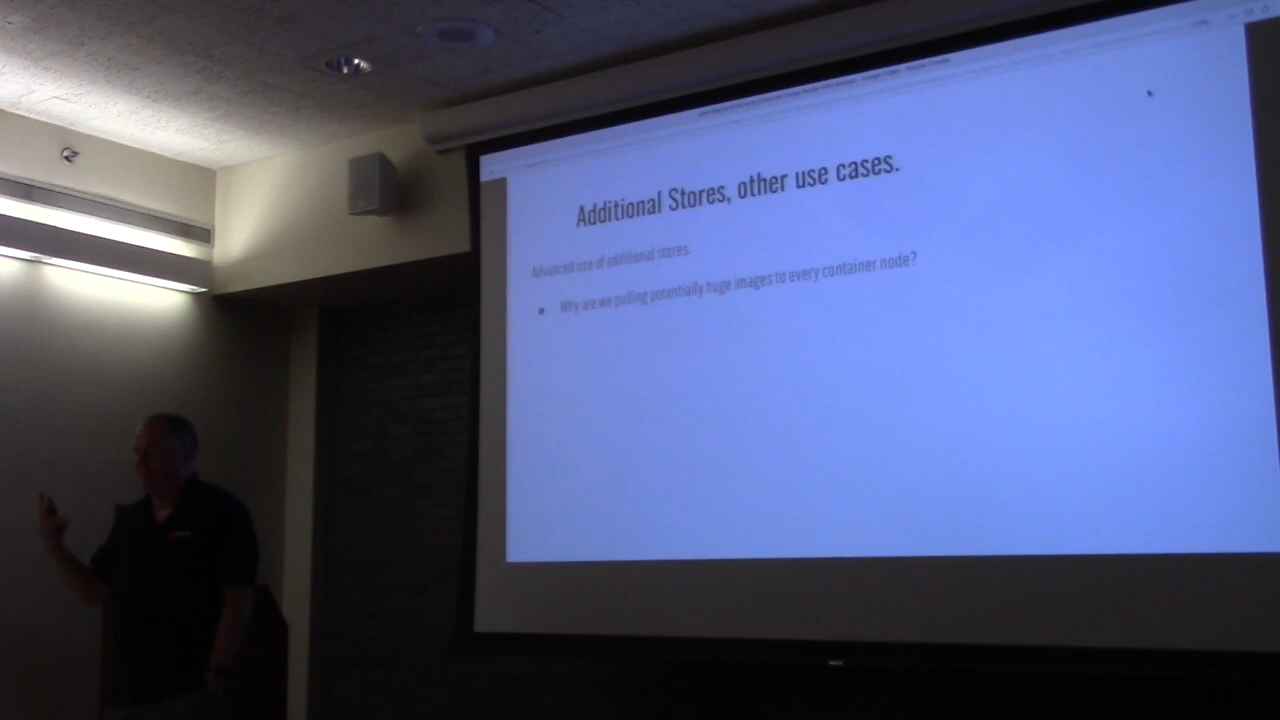 Additional Stores, other use cases.
Advanced use of additional stores.
Why are we pulling potentially huge images to every container node?